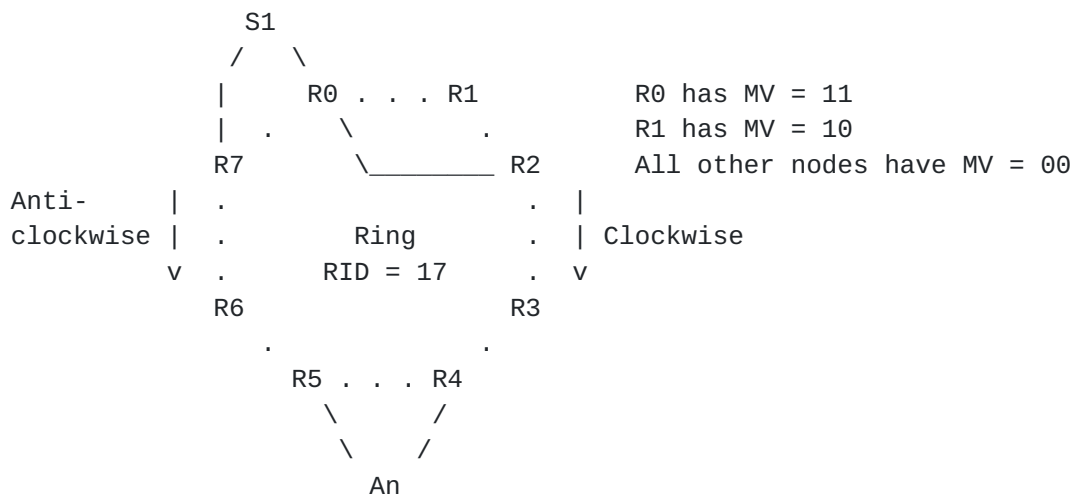 S1
R0 . . . R1 R0 has MV = 11
R1 has MV = 10
R7 R2 All other nodes have MV = 00
Anti-
clockwise Ring Clockwise
v RID = 17 v
R6 R3
R5 . . . R4
An